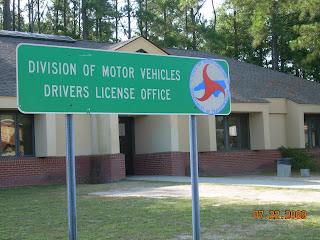 DIVISION OF MOTOR VEHICLES
DRIVERS LICENSE OFFICE